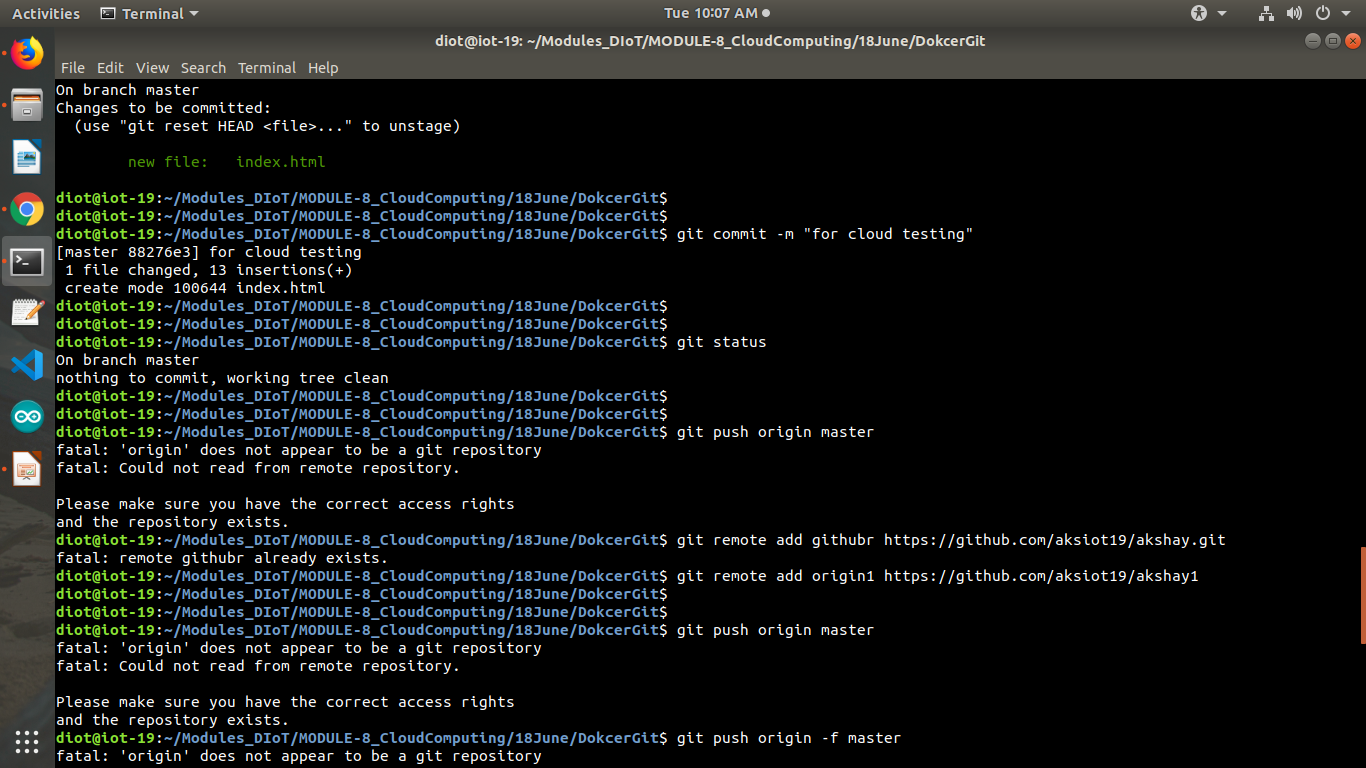 Activities Terminal Tue 10:07 AM
diot@iot-19: ~/Modules_DIoT/MODULE-8_CloudComputing/18June/DokcerGit
File Edit View Search Terminal Help
On branch master
Changes to be committed:
  (use "git reset HEAD <file>..." to unstage)
        new file:   index.html
diot@iot-19:~/Modules_DIoT/MODULE-8_CloudComputing/18June/DokcerGit$
diot@iot-19:~/Modules_DIoT/MODULE-8_CloudComputing/18June/DokcerGit$
diot@iot-19:~/Modules_DIoT/MODULE-8_CloudComputing/18June/DokcerGit$ git commit -m "for cloud testing"
[master 88276e3] for cloud testing
 1 file changed, 13 insertions(+)
 create mode 100644 index.html
diot@iot-19:~/Modules_DIoT/MODULE-8_CloudComputing/18June/DokcerGit$
diot@iot-19:~/Modules_DIoT/MODULE-8_CloudComputing/18June/DokcerGit$
diot@iot-19:~/Modules_DIoT/MODULE-8_CloudComputing/18June/DokcerGit$ git status
On branch master
nothing to commit, working tree clean
diot@iot-19:~/Modules_DIoT/MODULE-8_CloudComputing/18June/DokcerGit$
diot@iot-19:~/Modules_DIoT/MODULE-8_CloudComputing/18June/DokcerGit$
diot@iot-19:~/Modules_DIoT/MODULE-8_CloudComputing/18June/DokcerGit$ git push origin master
fatal: 'origin' does not appear to be a git repository
fatal: Could not read from remote repository.
Please make sure you have the correct access rights
and the repository exists.
diot@iot-19:~/Modules_DIoT/MODULE-8_CloudComputing/18June/DokcerGit$ git remote add githubr https://github.com/aksiot19/akshay.git
fatal: remote githubr already exists.
diot@iot-19:~/Modules_DIoT/MODULE-8_CloudComputing/18June/DokcerGit$ git remote add origin1 https://github.com/aksiot19/akshay1
diot@iot-19:~/Modules_DIoT/MODULE-8_CloudComputing/18June/DokcerGit$
diot@iot-19:~/Modules_DIoT/MODULE-8_CloudComputing/18June/DokcerGit$
diot@iot-19:~/Modules_DIoT/MODULE-8_CloudComputing/18June/DokcerGit$ git push origin master
fatal: 'origin' does not appear to be a git repository
fatal: Could not read from remote repository.
Please make sure you have the correct access rights
and the repository exists.
diot@iot-19:~/Modules_DIoT/MODULE-8_CloudComputing/18June/DokcerGit$ git push origin -f master
fatal: 'origin' does not appear to be a git repository